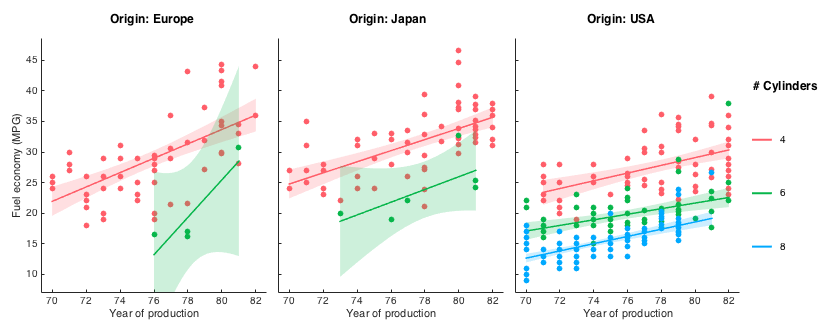 Origin: Europe
Origin: Japan
Origin: USA
Fuel economy (MPG)
45
40
35
30
25
20
15
10
70 72 74 76 78 80 82
70 72 74 76 78 80 82
70 72 74 76 78 80 82
Year of production
Year of production
Year of production
# Cylinders
4
6
8